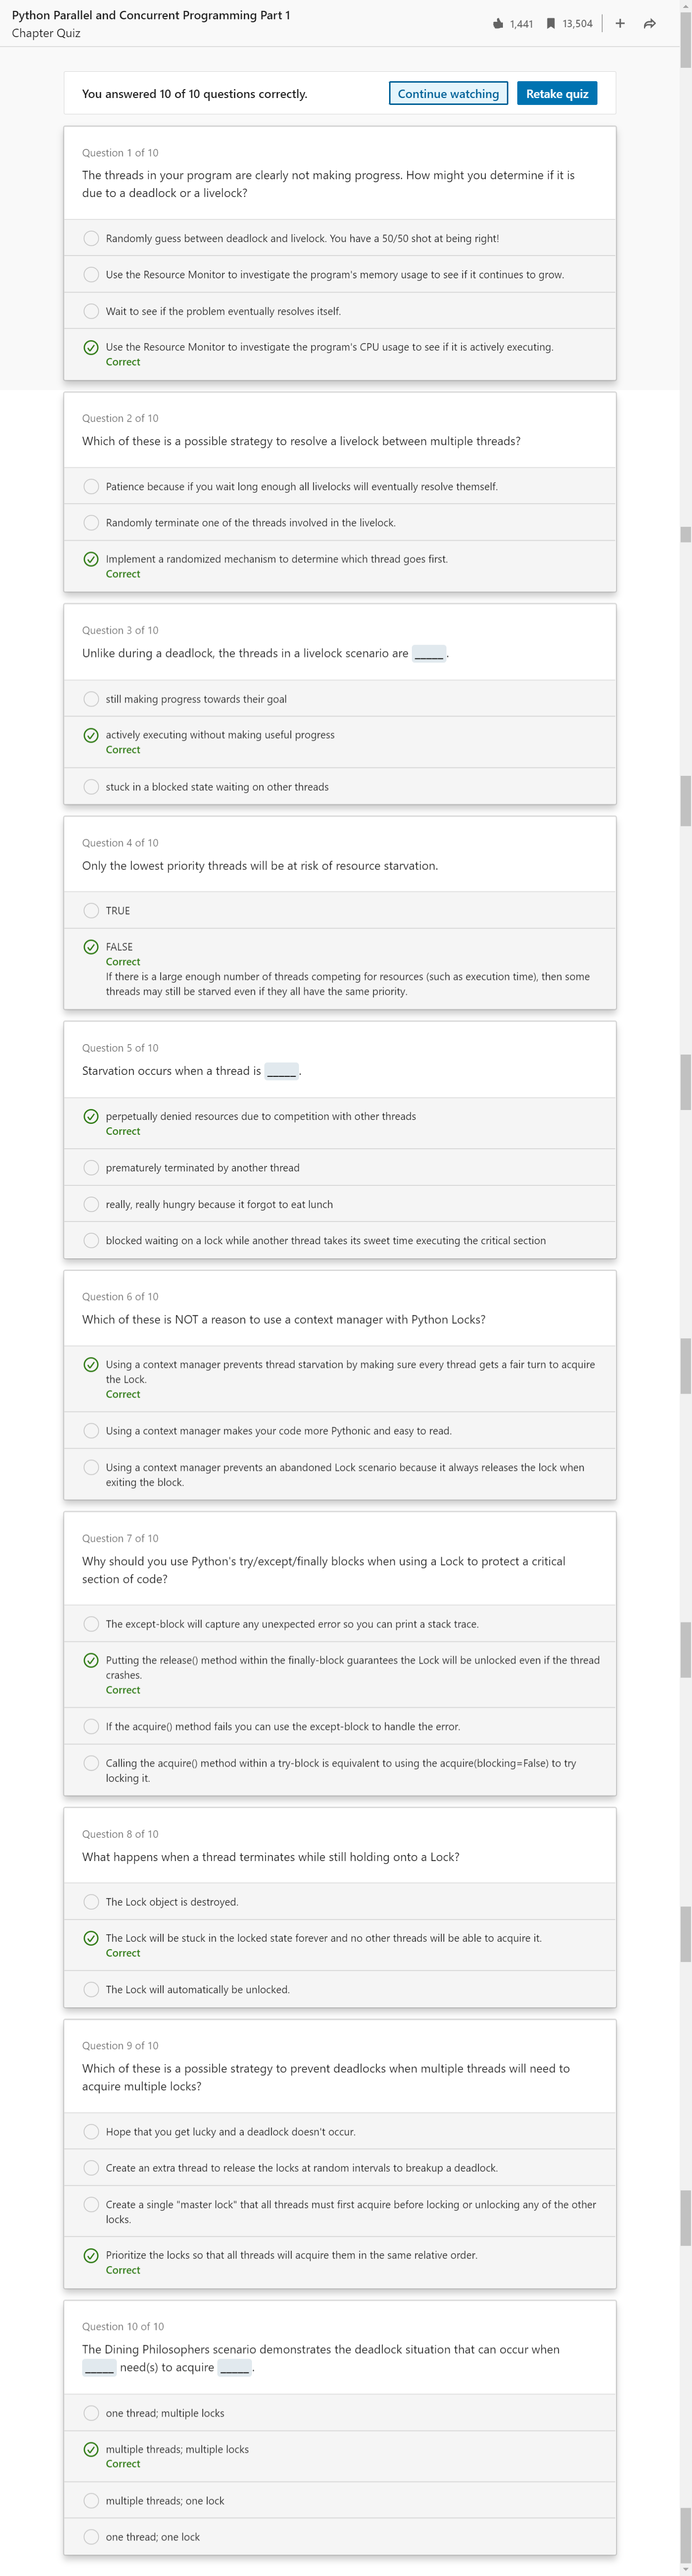 Python Parallel and Concurrent Programming Part 1
Chapter Quiz
1,441
13,504
You answered 10 of 10 questions correctly.
Continue watching
Retake quiz
Question 1 of 10
The threads in your program are clearly not making progress. How might you determine if it is
due to a deadlock or a livelock?
Randomly guess between deadlock and livelock. You have a 50/50 shot at being right!
Use the Resource Monitor to investigate the program's memory usage to see if it continues to grow.
Wait to see if the problem eventually resolves itself.
Use the Resource Monitor to investigate the program's CPU usage to see if it is actively executing.
Correct
Question 2 of 10
Which of these is a possible strategy to resolve a livelock between multiple threads?
Patience because if you wait long enough all livelocks will eventually resolve themself.
Randomly terminate one of the threads involved in the livelock.
Implement a randomized mechanism to determine which thread goes first.
Correct
Question 3 of 10
Unlike during a deadlock, the threads in a livelock scenario are _____.
still making progress towards their goal
actively executing without making useful progress
Correct
stuck in a blocked state waiting on other threads
Question 4 of 10
Only the lowest priority threads will be at risk of resource starvation.
TRUE
FALSE
Correct
If there is a large enough number of threads competing for resources (such as execution time), then some
threads may still be starved even if they all have the same priority.
Question 5 of 10
Starvation occurs when a thread is _____.
perpetually denied resources due to competition with other threads
Correct
prematurely terminated by another thread
really, really hungry because it forgot to eat lunch
blocked waiting on a lock while another thread takes its sweet time executing the critical section
Question 6 of 10
Which of these is NOT a reason to use a context manager with Python Locks?
Using a context manager prevents thread starvation by making sure every thread gets a fair turn to acquire
the Lock.
Correct
Using a context manager makes your code more Pythonic and easy to read.
Using a context manager prevents an abandoned Lock scenario because it always releases the lock when
exiting the block.
Question 7 of 10
Why should you use Python's try/except/finally blocks when using a Lock to protect a critical
section of code?
The except-block will capture any unexpected error so you can print a stack trace.
Putting the release() method within the finally-block guarantees the Lock will be unlocked even if the thread
crashes.
Correct
If the acquire() method fails you can use the except-block to handle the error.
Calling the acquire() method within a try-block is equivalent to using the acquire(blocking=False) to try
locking it.
Question 8 of 10
What happens when a thread terminates while still holding onto a Lock?
The Lock object is destroyed.
The Lock will be stuck in the locked state forever and no other threads will be able to acquire it.
Correct
The Lock will automatically be unlocked.
Question 9 of 10
Which of these is a possible strategy to prevent deadlocks when multiple threads will need to
acquire multiple locks?
Hope that you get lucky and a deadlock doesn't occur.
Create an extra thread to release the locks at random intervals to breakup a deadlock.
Create a single "master lock" that all threads must first acquire before locking or unlocking any of the other
locks.
Prioritize the locks so that all threads will acquire them in the same relative order.
Correct
Question 10 of 10
The Dining Philosophers scenario demonstrates the deadlock situation that can occur when
_____ need(s) to acquire _____.
one thread; multiple locks
multiple threads; multiple locks
Correct
multiple threads; one lock
one thread; one lock